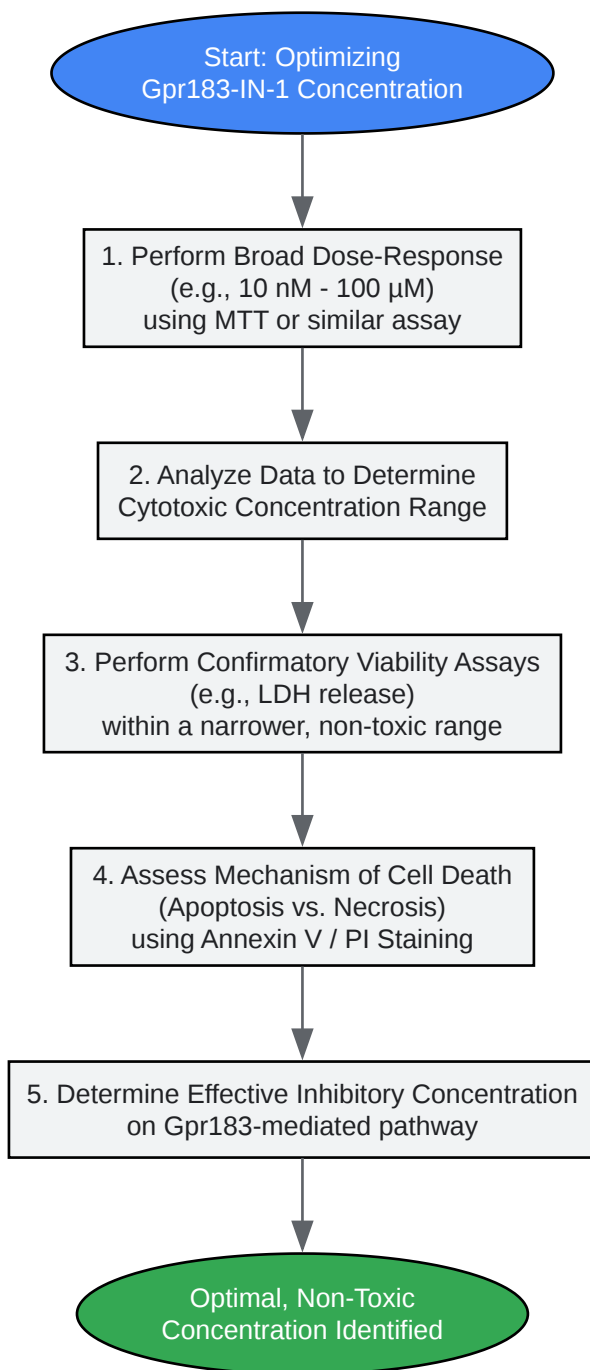 Start: Optimizing
Gpr183-IN-1 Concentration
1. Perform Broad Dose-Response
(e.g., 10 nM - 100 µM)
using MTT or similar assay
2. Analyze Data to Determine
Cytotoxic Concentration Range
3. Perform Confirmatory Viability Assays
(e.g., LDH release)
within a narrower, non-toxic range
4. Assess Mechanism of Cell Death
(Apoptosis vs. Necrosis)
using Annexin V / PI Staining
5. Determine Effective Inhibitory Concentration
on Gpr183-mediated pathway
Optimal, Non-Toxic
Concentration Identified